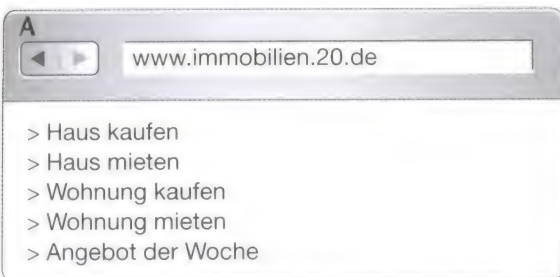 A
www.immobilien.20.de
> Haus kaufen
> Haus mieten
> Wohnung kaufen
> Wohnung mieten
> Angebot der Woche